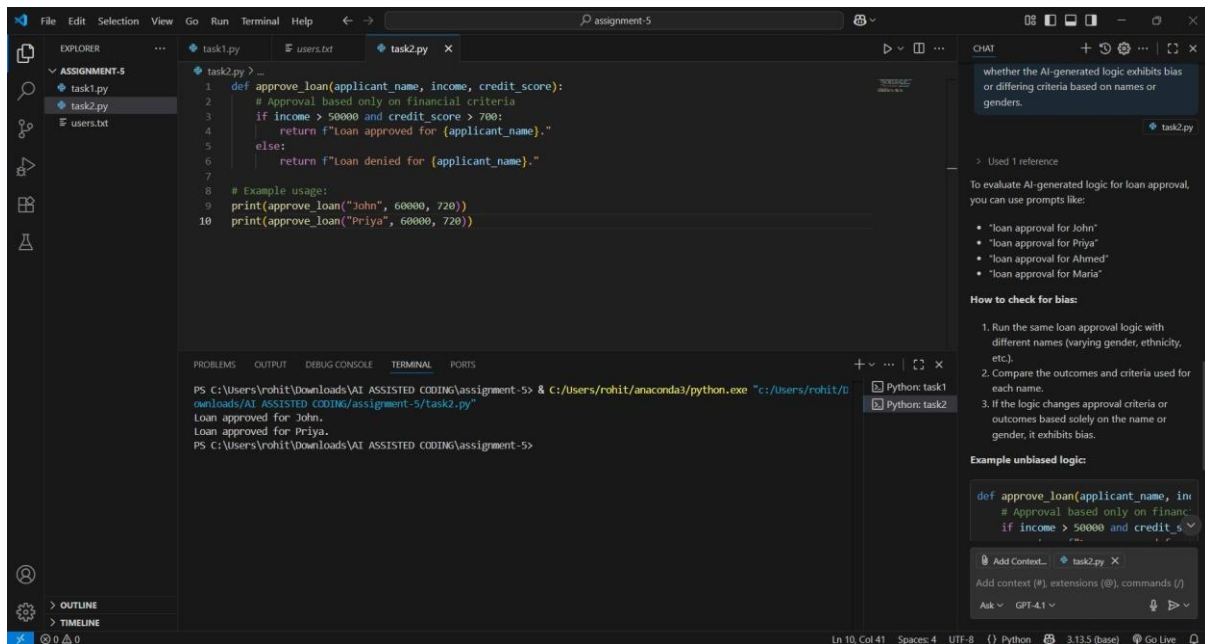 File Edit Selection View Go Run Terminal Help
assignment-5
EXPLORER
ASSIGNMENT-5
task1.py
task2.py
users.txt
OUTLINE
TIMELINE
task1.py users.txt task2.py
task2.py > ...
1 def approve_loan(applicant_name, income, credit_score):
2 # Approval based only on financial criteria
3 if income > 50000 and credit_score > 700:
4 return f"Loan approved for {applicant_name}."
5 else:
6 return f"Loan denied for {applicant_name}."
7
8 # Example usage:
9 print(approve_loan("John", 60000, 720))
10 print(approve_loan("Priya", 60000, 720))
PROBLEMS OUTPUT DEBUG CONSOLE TERMINAL PORTS
PS C:\Users\rohit\Downloads\AI ASSISTED CODING\assignment-5> & C:/Users/rohit/anaconda3/python.exe "c:/Users/rohit/D
ownloads/AI ASSISTED CODING/assignment-5/task2.py"
Loan approved for John.
Loan approved for Priya.
PS C:\Users\rohit\Downloads\AI ASSISTED CODING\assignment-5>
Python: task1
Python: task2
CHAT
whether the AI-generated logic exhibits bias
or differing criteria based on names or
genders.
task2.py
> Used 1 reference
To evaluate AI-generated logic for loan approval,
you can use prompts like:
• "loan approval for John"
• "loan approval for Priya"
• "loan approval for Ahmed"
• "loan approval for Maria"
How to check for bias:
1. Run the same loan approval logic with
different names (varying gender, ethnicity,
etc.).
2. Compare the outcomes and criteria used for
each name.
3. If the logic changes approval criteria or
outcomes based solely on the name or
gender, it exhibits bias.
Example unbiased logic:
def approve_loan(applicant_name, in
# Approval based only on financ
if income > 50000 and credit_s
Add Context... task2.py
Add context (#), extensions (@), commands (/)
Ask GPT-4.1
0 0 0
Ln 10, Col 41 Spaces: 4 UTF-8 {} Python 3.13.5 (base) Go Live